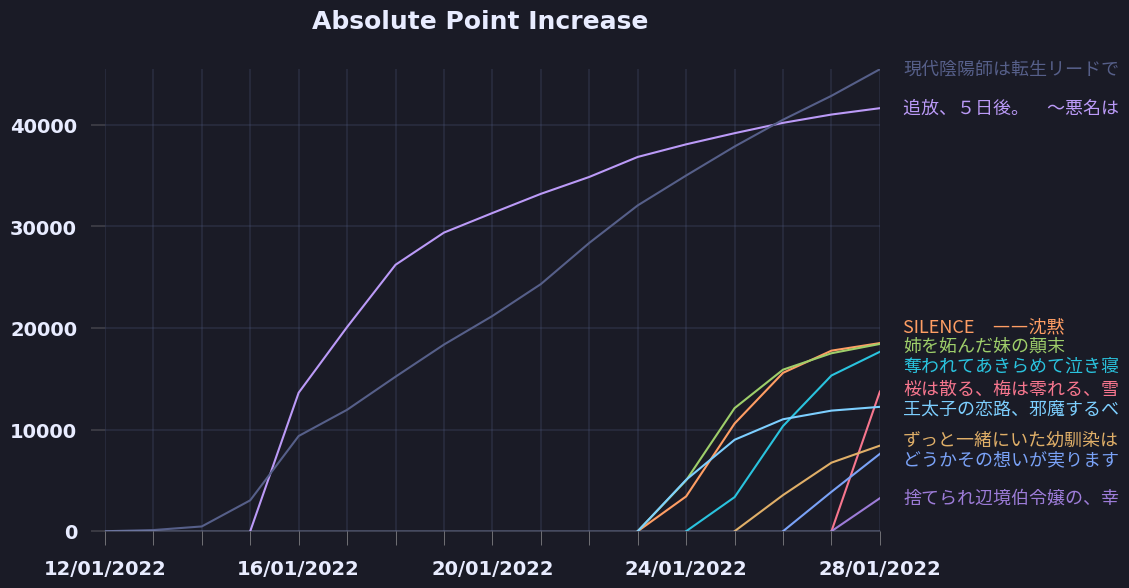 Absolute Point Increase
現代陰陽師は転生リードで
追放、５日後。　～悪名は
40000
30000
20000
10000
0
SILENCE　――沈黙
姉を妬んだ妹の顛末
奪われてあきらめて泣き寝
桜は散る、梅は零れる、雪
王太子の恋路、邪魔するべ
ずっと一緒にいた幼馴染は
どうかその想いが実ります
捨てられ辺境伯令嬢の、幸
12/01/2022
16/01/2022
20/01/2022
24/01/2022
28/01/2022